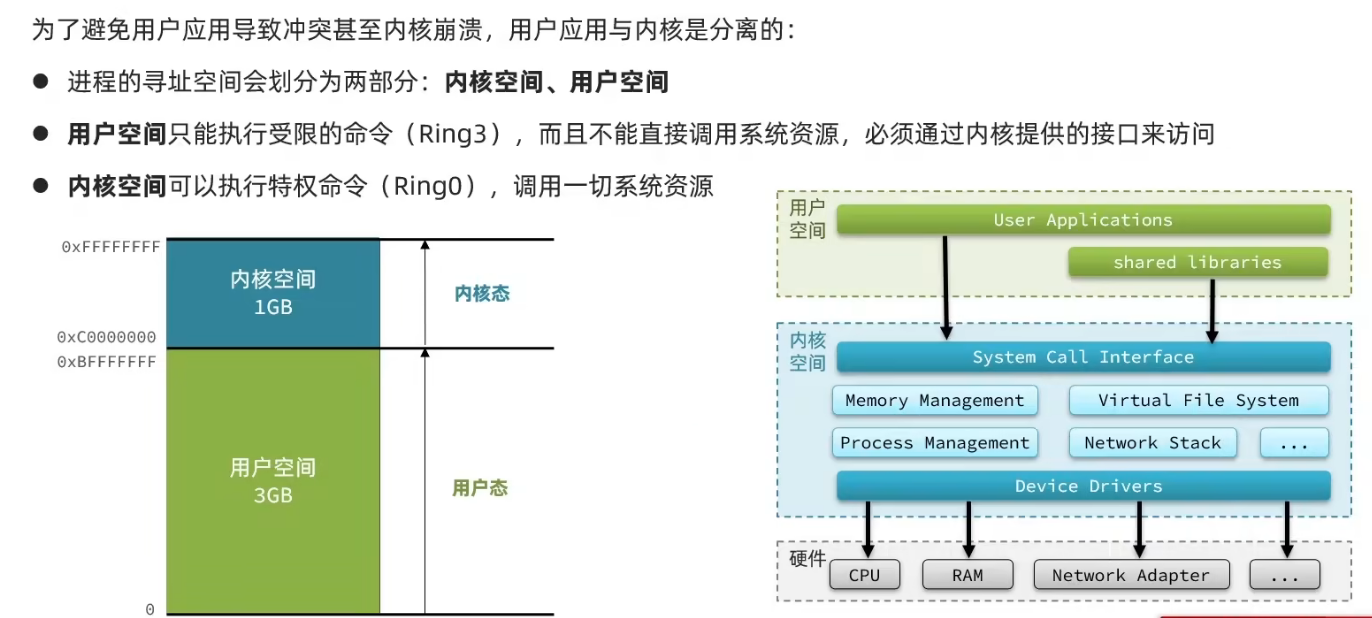 为了避免用户应用导致冲突甚至内核崩溃，用户应用与内核是分离的：
● 进程的寻址空间会划分为两部分：内核空间、用户空间
● 用户空间只能执行受限的命令（Ring3），而且不能直接调用系统资源，必须通过内核提供的接口来访问
● 内核空间可以执行特权命令（Ring0），调用一切系统资源
0xFFFFFFFF
内核空间
1GB
内核态
0xC0000000
0xBFFFFFFF
用户空间
3GB
用户态
0
用户
空间
User Applications
shared libraries
内核
空间
System Call Interface
Memory Management
Virtual File System
Process Management
Network Stack
...
Device Drivers
硬件
CPU
RAM
Network Adapter
...